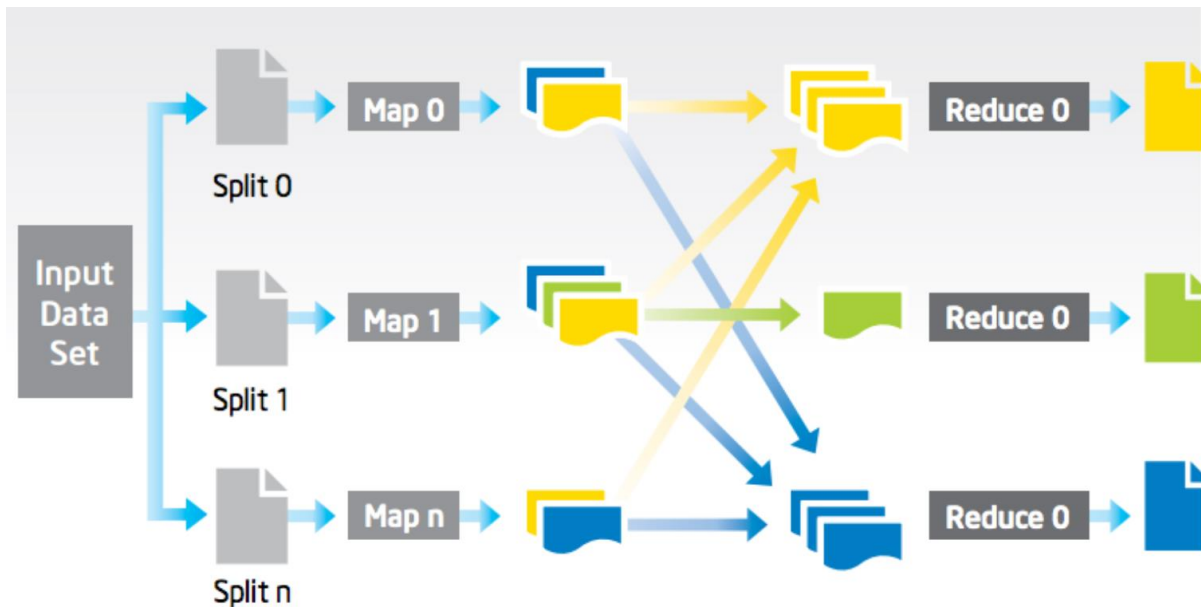 Map 0
Reduce 0
Split 0
Input
Data
Set
Map 1
Reduce 0
Split 1
Map n
Reduce 0
Split n